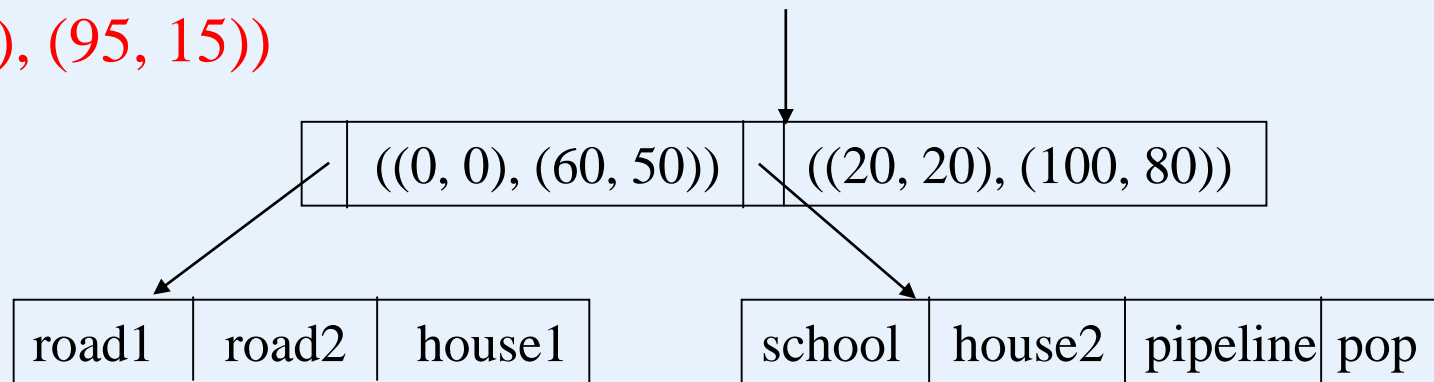 ), (95, 15))
((0, 0), (60, 50)) ((20, 20), (100, 80))
road1 road2 house1 school house2 pipeline pop